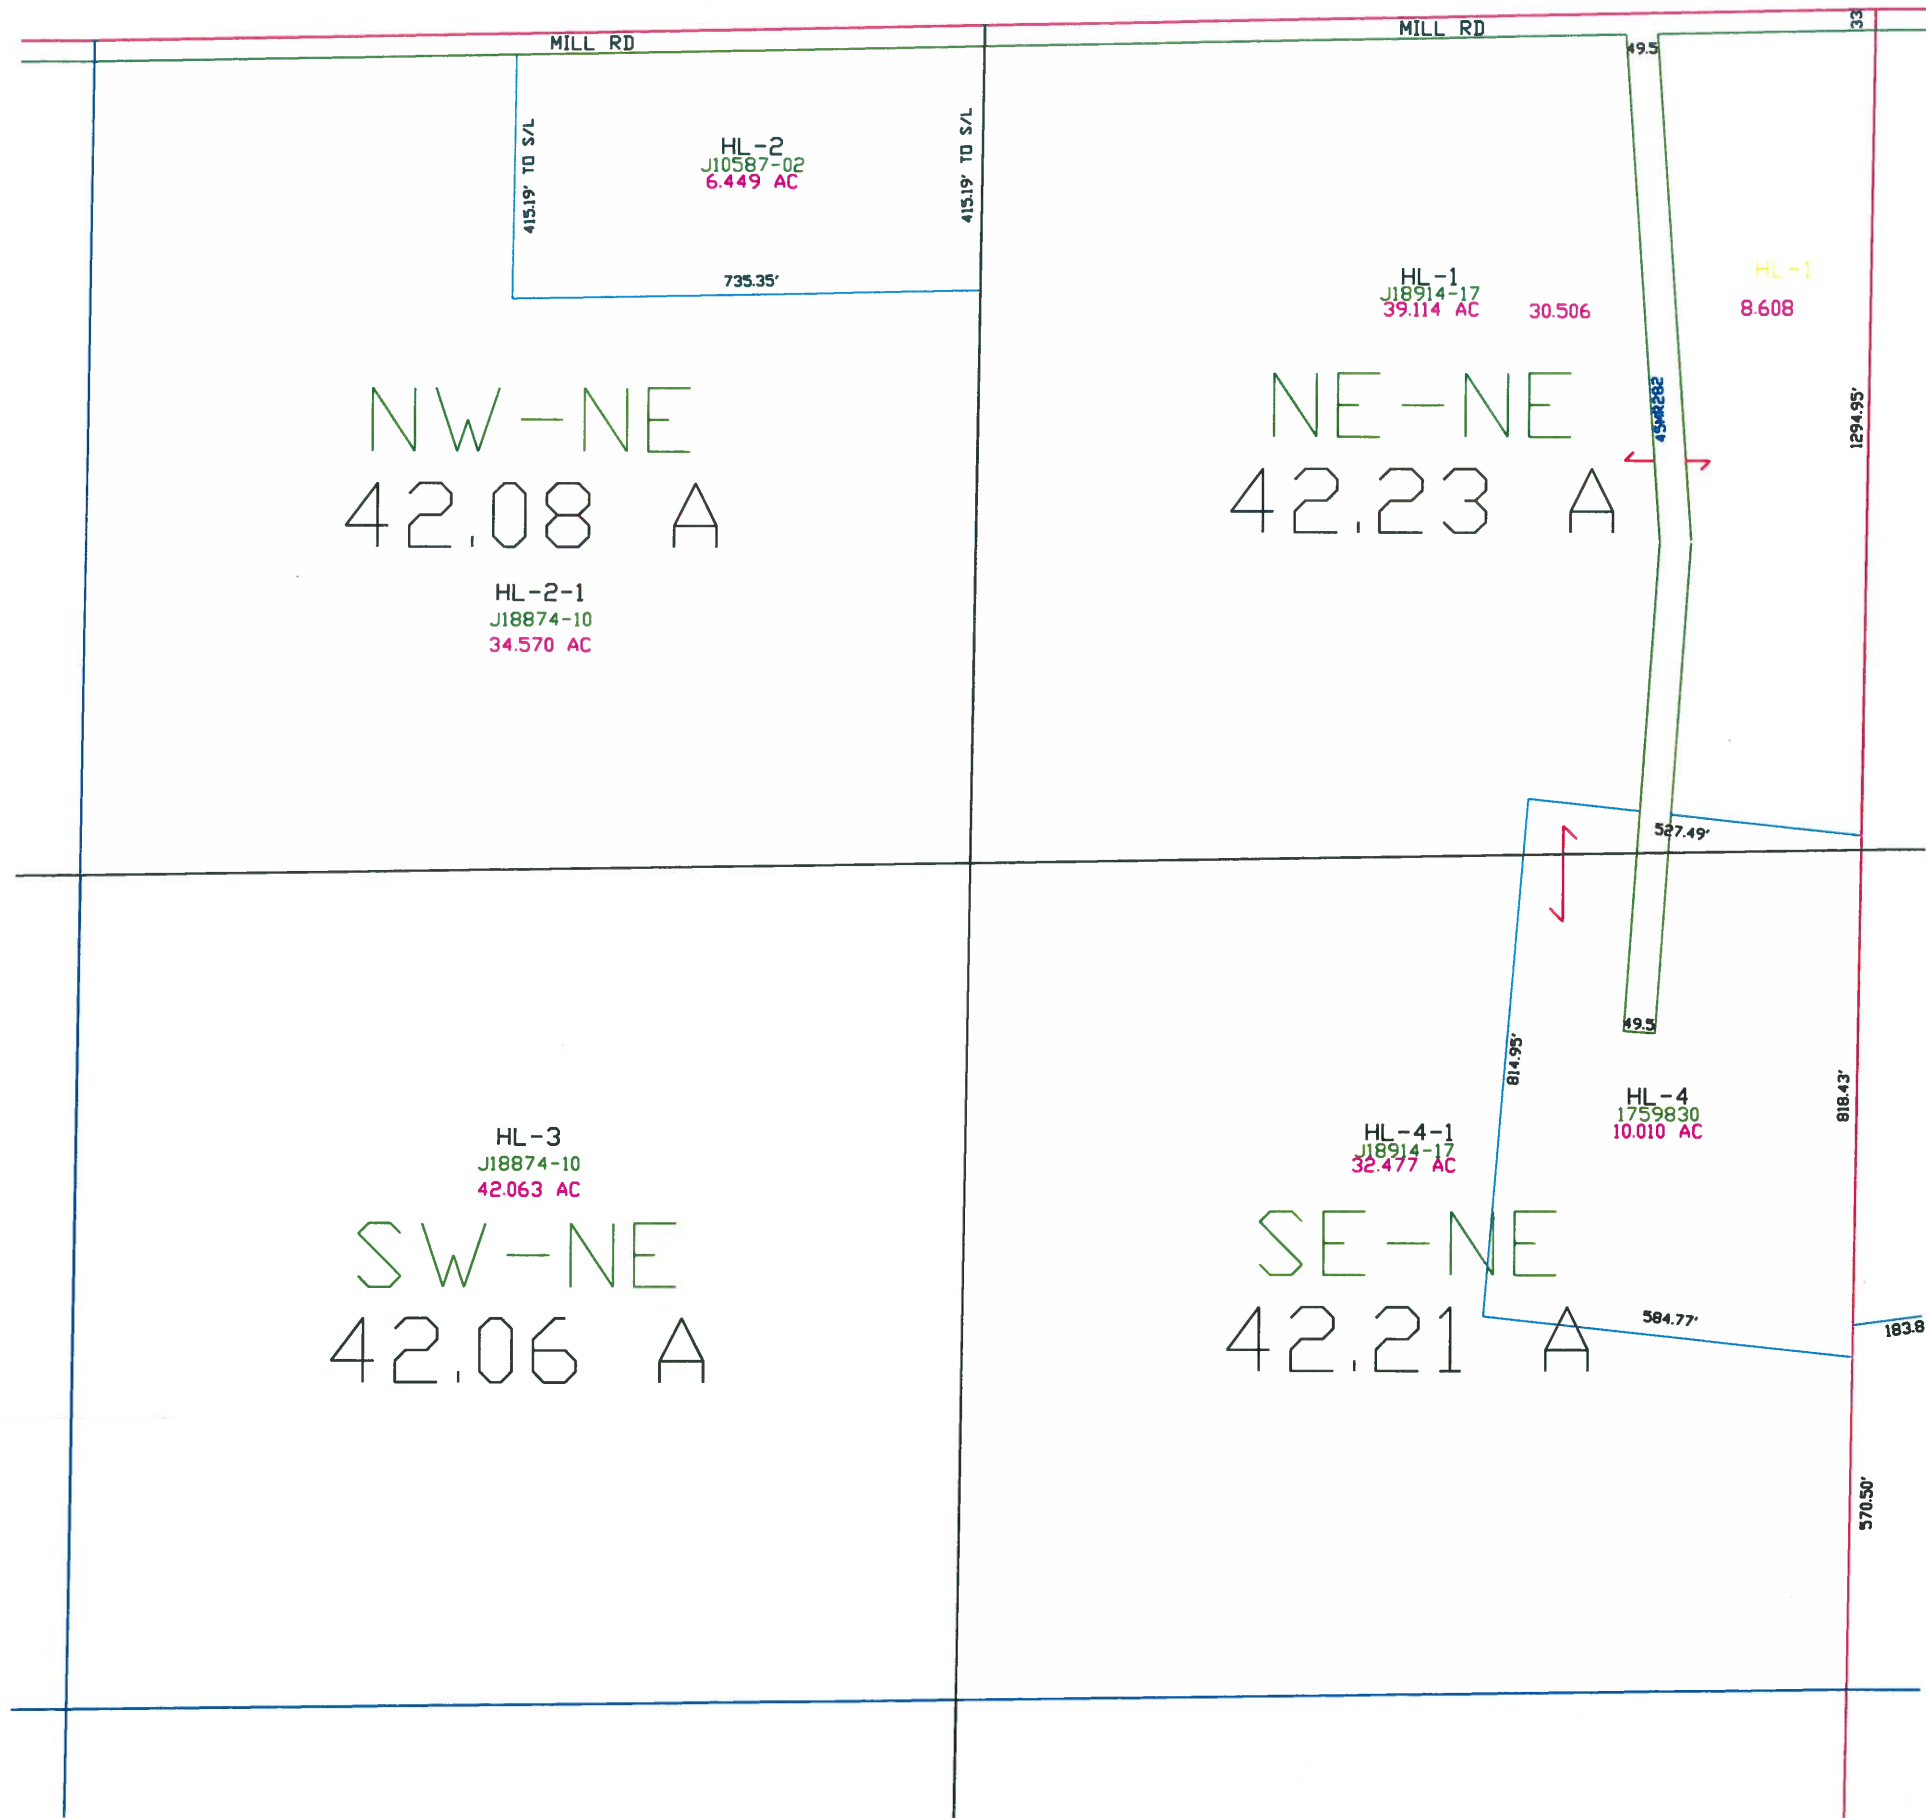 MILL RD
MILL RD
33
49.5
415.19' TO S/L
415.19' TO S/L
HL-2
J10587-02
6.449 AC
735.35'
HL-1
J18914-17
39.114 AC
30.506
HL-1
8.608
45MR282
1294.95'
NW-NE
42.08 A
HL-2-1
J18874-10
34.570 AC
NE-NE
42.23 A
527.49'
49.5
814.95'
818.43'
HL-4
1759830
10.010 AC
HL-3
J18874-10
42.063 AC
SW-NE
42.06 A
HL-4-1
J18914-17
32.477 AC
SE-NE
42.21 A
584.77'
183.8
570.50'